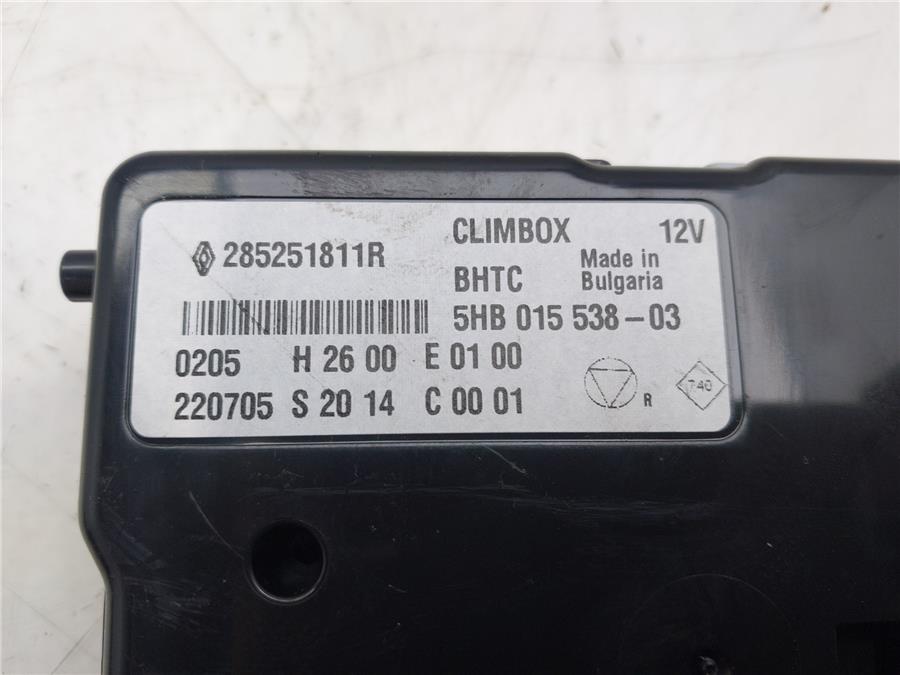 285251811R
CLIMBOX 12V
BHTC
Made in
Bulgaria
5HB 015 538-03
0205 H 26 00 E 01 00
220705 S 20 14 C 00 01
R
740